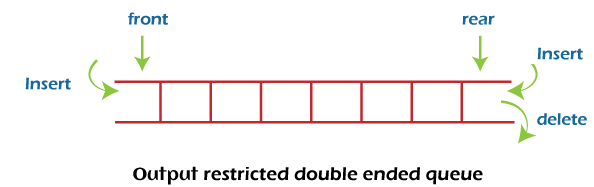 front
rear
Insert
Insert
delete
Output restricted double ended queue